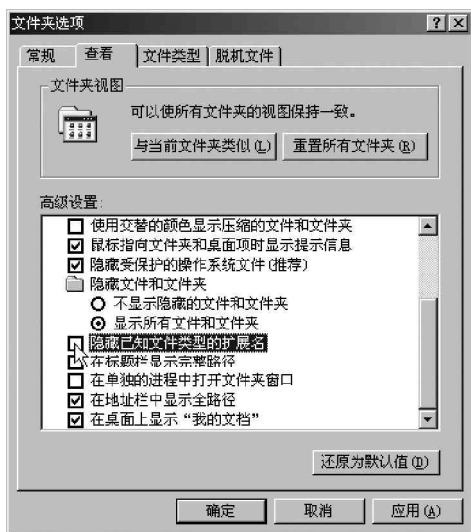 文件夹选项
常规 查看 文件类型 脱机文件
文件夹视图
可以使所有文件夹的视图保持一致。
与当前文件夹类似(L) 重置所有文件夹(R)
高级设置:
使用交替的颜色显示压缩的文件和文件夹
鼠标指向文件夹和桌面项时显示提示信息
隐藏受保护的操作系统文件(推荐)
隐藏文件和文件夹
不显示隐藏的文件和文件夹
显示所有文件和文件夹
隐藏已知文件类型的扩展名
在标题栏显示完整路径
在单独的进程中打开文件夹窗口
在地址栏中显示全路径
在桌面上显示“我的文档”
还原为默认值(D)
确定 取消 应用(A)